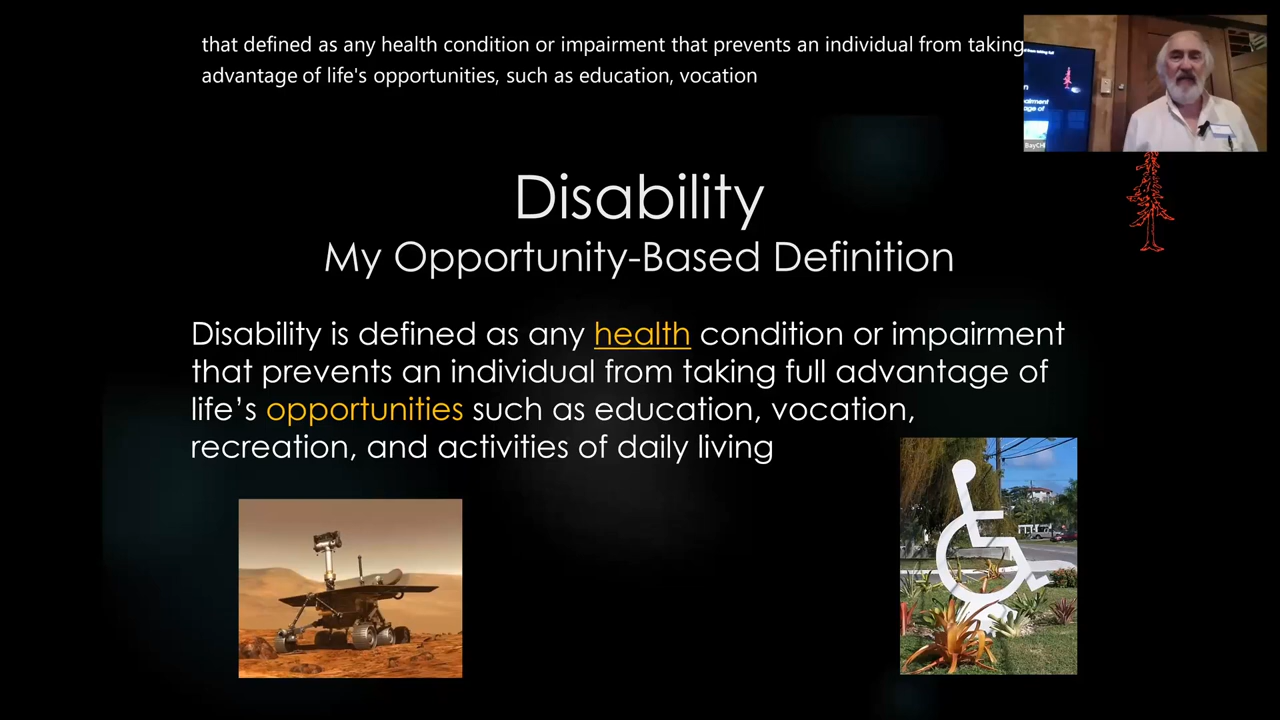 that defined as any health condition or impairment that prevents an individual from taking
advantage of life's opportunities, such as education, vocation
Disability
My Opportunity-Based Definition
Disability is defined as any health condition or impairment
that prevents an individual from taking full advantage of
life’s opportunities such as education, vocation,
recreation, and activities of daily living
BayCHI